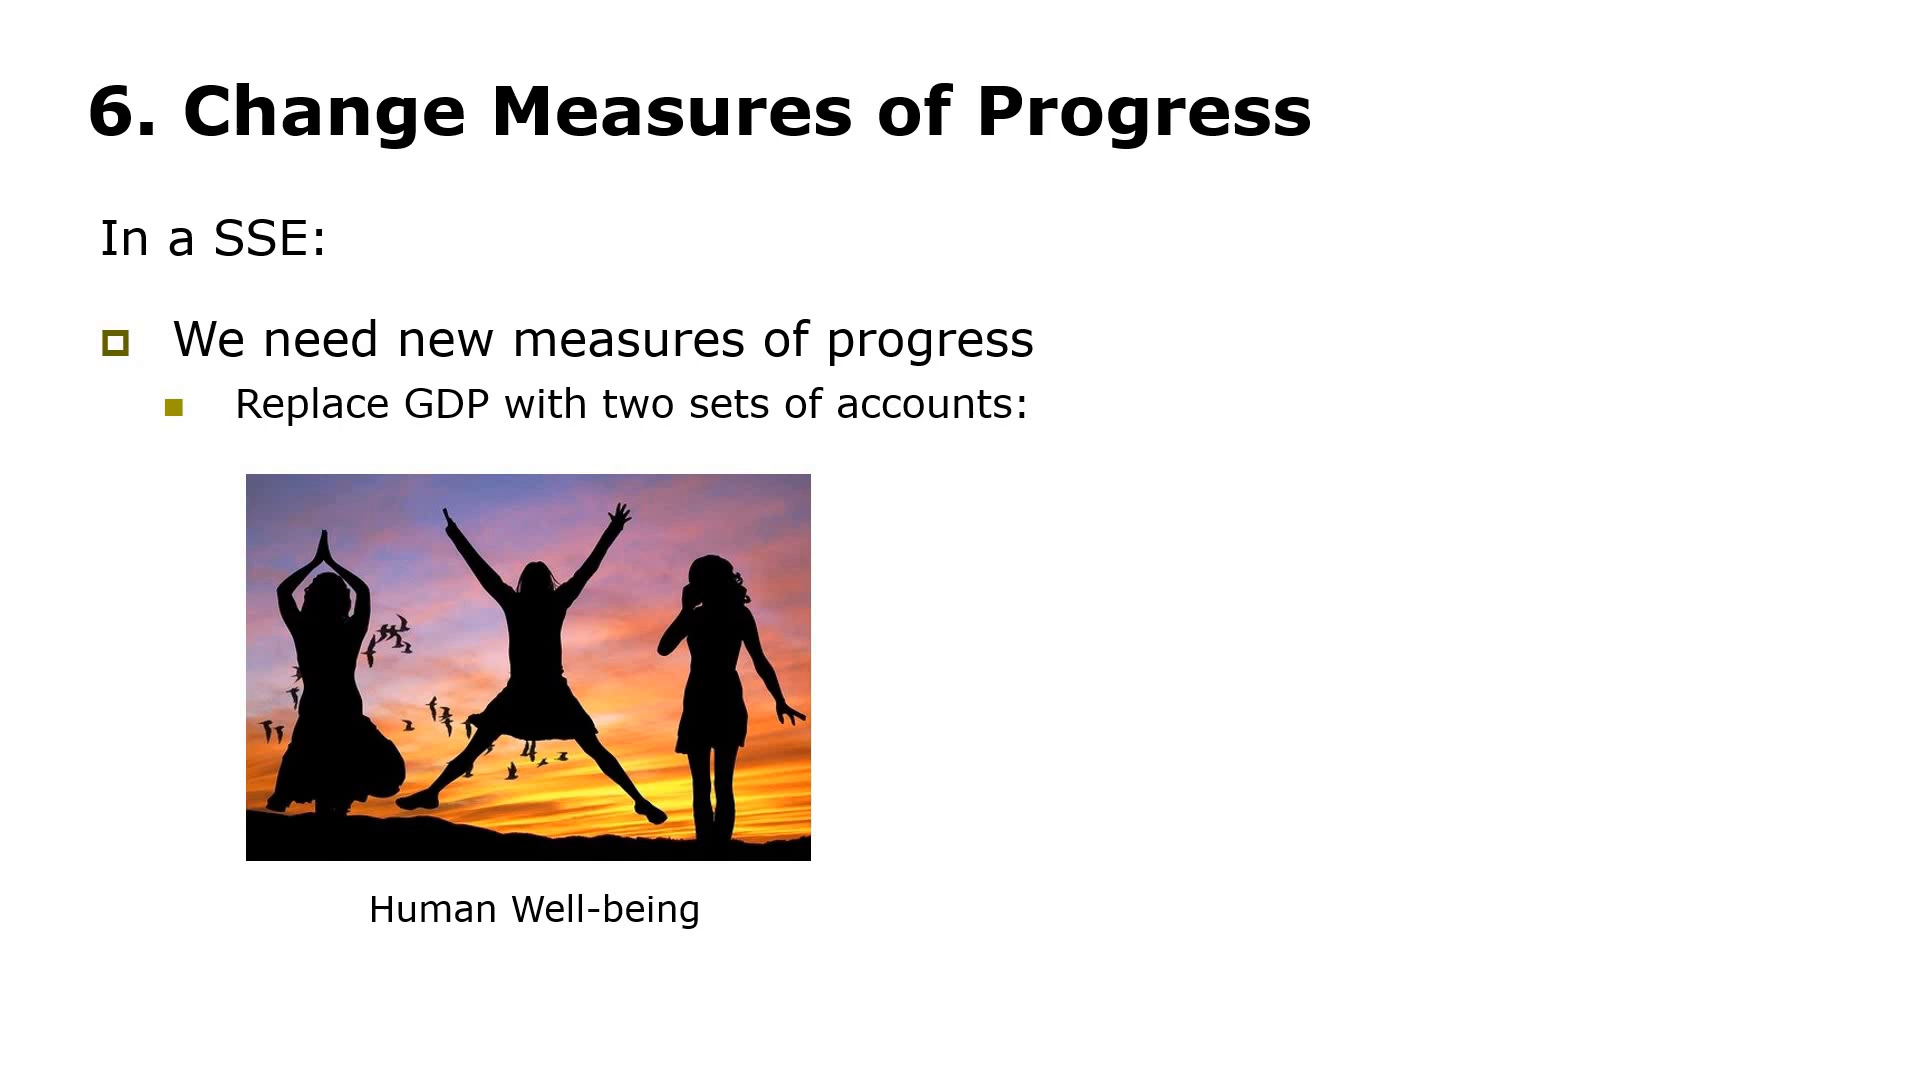 6. Change Measures of Progress
In a SSE:
We need new measures of progress
Replace GDP with two sets of accounts:
Human Well-being